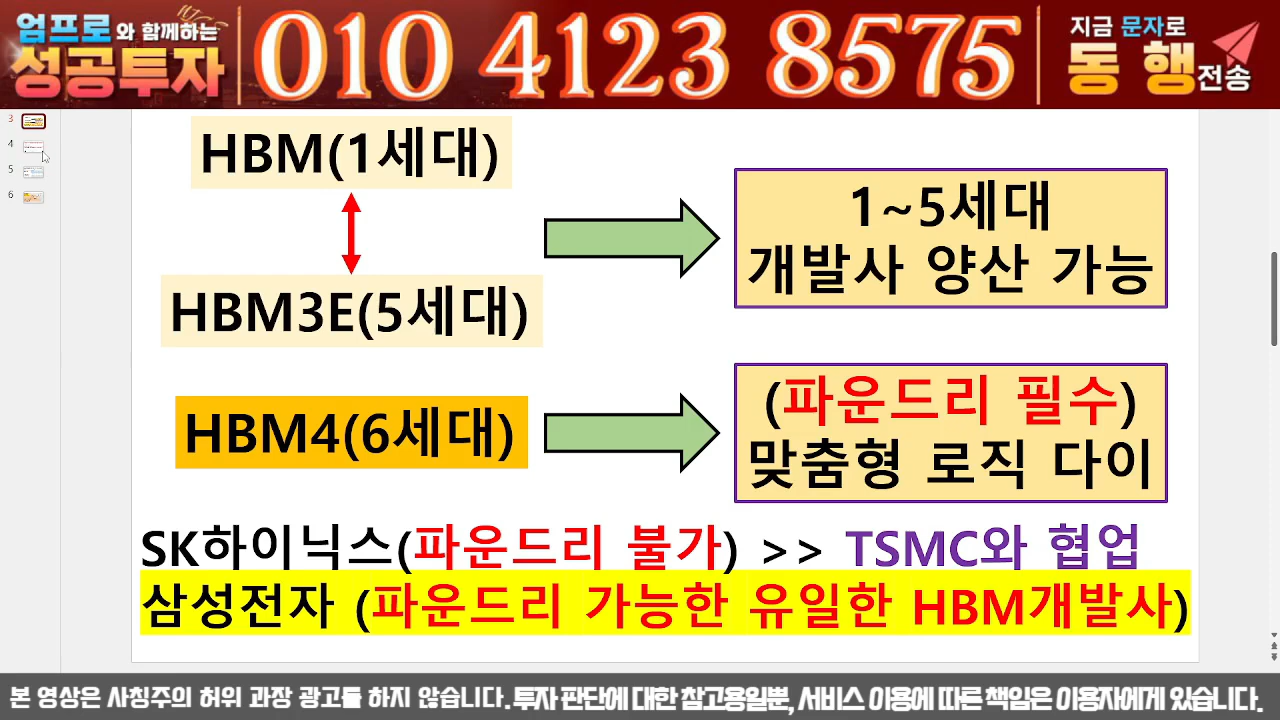 엄프로와 함께하는
성공투자
010 4123 8575
지금 문자로
동 행 전송
3
4
5
6
HBM(1세대)
HBM3E(5세대)
1~5세대
개발사 양산 가능
HBM4(6세대)
(파운드리 필수)
맞춤형 로직 다이
SK하이닉스(파운드리 불가) >> TSMC와 협업
삼성전자 (파운드리 가능한 유일한 HBM개발사)
본 영상은 사칭주의 허위 과장 광고를 하지 않습니다. 투자 판단에 대한 참고용일뿐, 서비스 이용에 따른 책임은 이용자에게 있습니다.